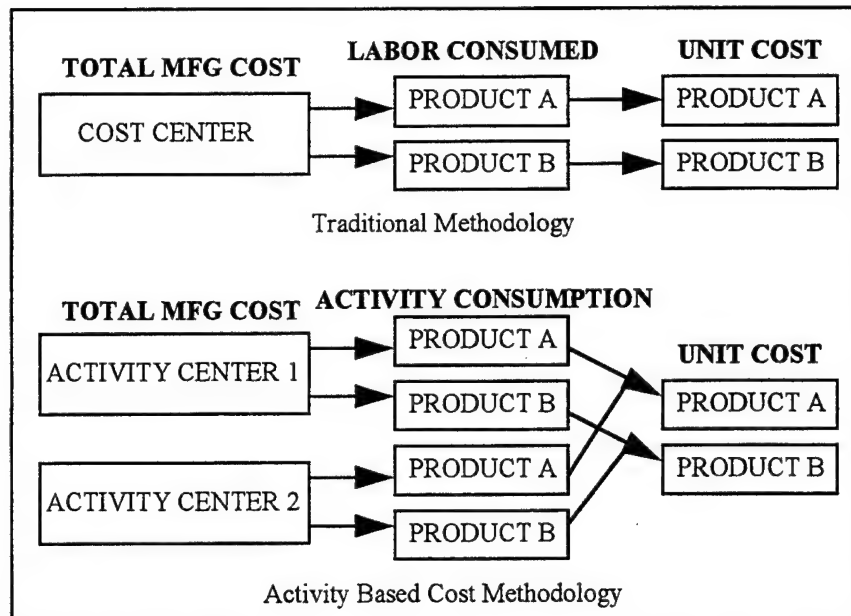 TOTAL MFG COST
LABOR CONSUMED
UNIT COST
COST CENTER
PRODUCT A
PRODUCT A
PRODUCT B
PRODUCT B
Traditional Methodology
TOTAL MFG COST
ACTIVITY CONSUMPTION
UNIT COST
ACTIVITY CENTER 1
PRODUCT A
PRODUCT B
PRODUCT A
ACTIVITY CENTER 2
PRODUCT A
PRODUCT B
PRODUCT B
Activity Based Cost Methodology